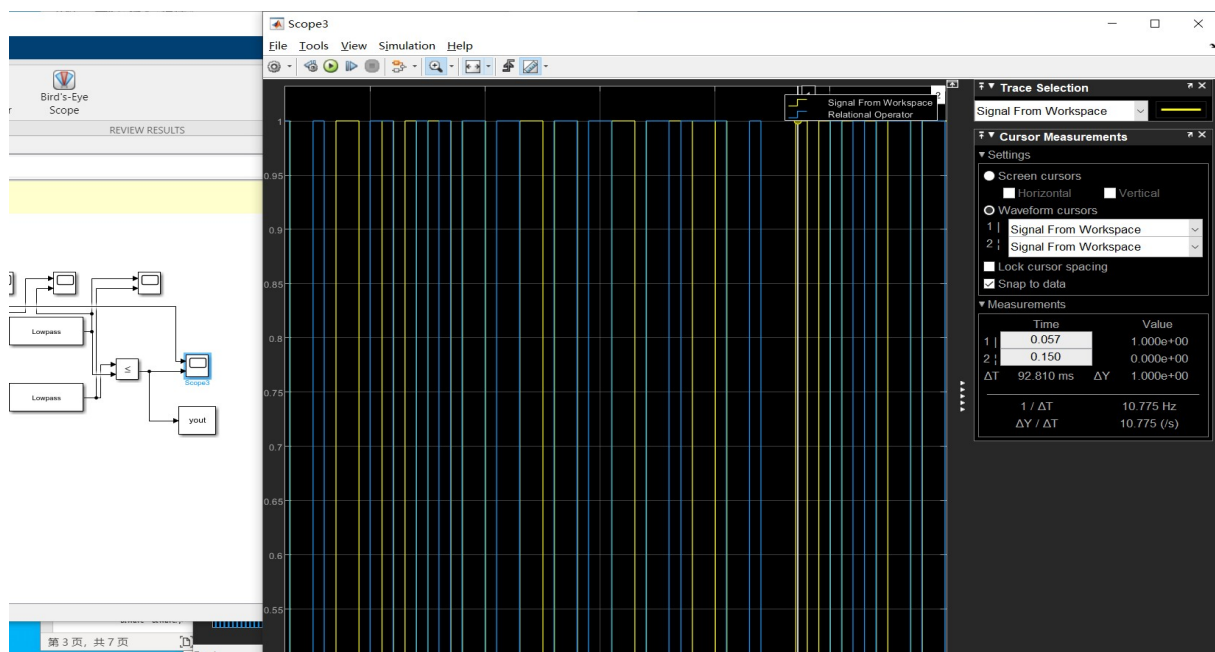 Scope3
File Tools View Simulation Help
Bird's-Eye
Scope
REVIEW RESULTS
Signal From Workspace
Relational Operator
1
0.95
0.9
0.85
0.8
0.75
0.7
0.65
0.6
0.55
Lowpass
Lowpass
≤
Scope3
yout
第 3 页，共 7 页
Trace Selection
Signal From Workspace
Cursor Measurements
Settings
Screen cursors
Horizontal Vertical
Waveform cursors
1 Signal From Workspace
2 Signal From Workspace
Lock cursor spacing
Snap to data
Measurements
Time Value
1 0.057 1.000e+00
2 0.150 0.000e+00
ΔT 92.810 ms ΔY 1.000e+00
1 / ΔT 10.775 Hz
ΔY / ΔT 10.775 (/s)